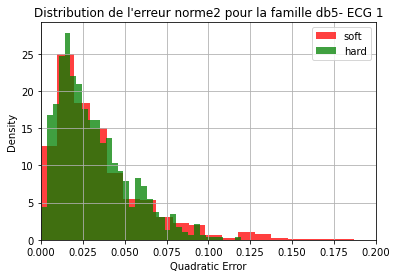 Distribution de l'erreur norme2 pour la famille db5- ECG 1
soft
hard
Density
25
20
15
10
5
0
0.000 0.025 0.050 0.075 0.100 0.125 0.150 0.175 0.200
Quadratic Error